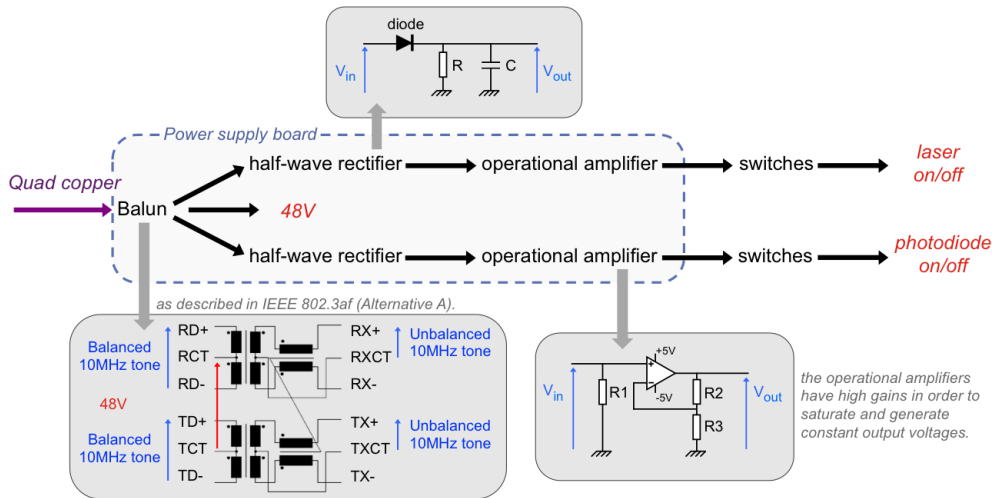 diode
V_in
R
C
V_out
Power supply board
Quad copper
Balun
half-wave rectifier
operational amplifier
switches
laser
on/off
48V
half-wave rectifier
operational amplifier
switches
photodiode
on/off
as described in IEEE 802.3af (Alternative A).
Balanced
10MHz tone
RD+
RCT
RD-
RX+
RXCT
RX-
Unbalanced
10MHz tone
48V
Balanced
10MHz tone
TD+
TCT
TD-
TX+
TXCT
TX-
Unbalanced
10MHz tone
V_in
R1
+
-
+5V
-5V
R2
R3
V_out
the operational amplifiers
have high gains in order to
saturate and generate
constant output voltages.